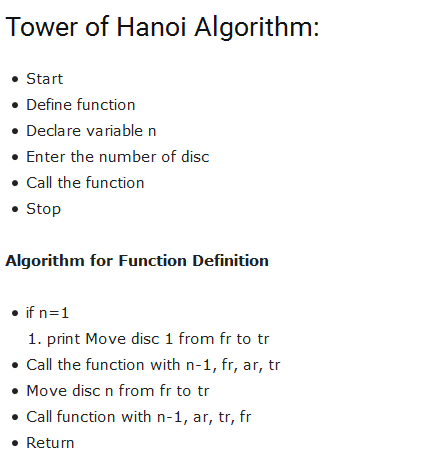 Tower of Hanoi Algorithm:
• Start
• Define function
• Declare variable n
• Enter the number of disc
• Call the function
• Stop
Algorithm for Function Definition
• if n=1
1. print Move disc 1 from fr to tr
• Call the function with n-1, fr, ar, tr
• Move disc n from fr to tr
• Call function with n-1, ar, tr, fr
• Return